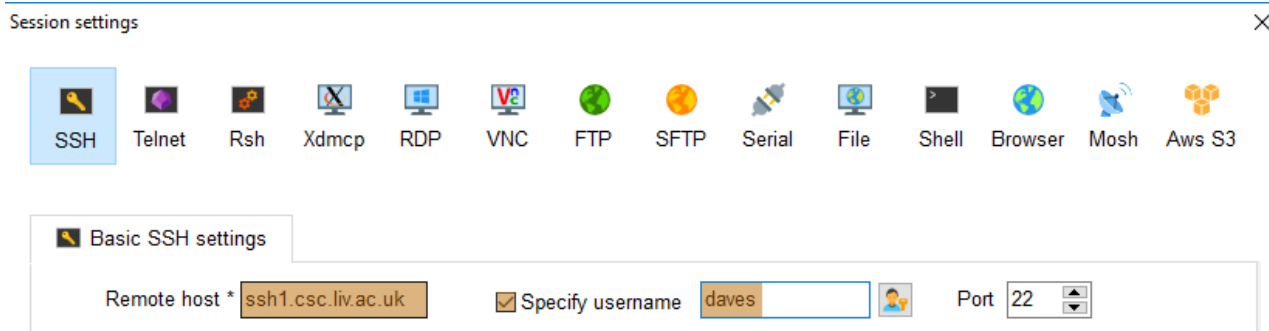 Session settings
SSH Telnet Rsh Xdmcp RDP VNC FTP SFTP Serial File Shell Browser Mosh Aws S3
Basic SSH settings
Remote host * ssh1.csc.liv.ac.uk Specify username daves Port 22